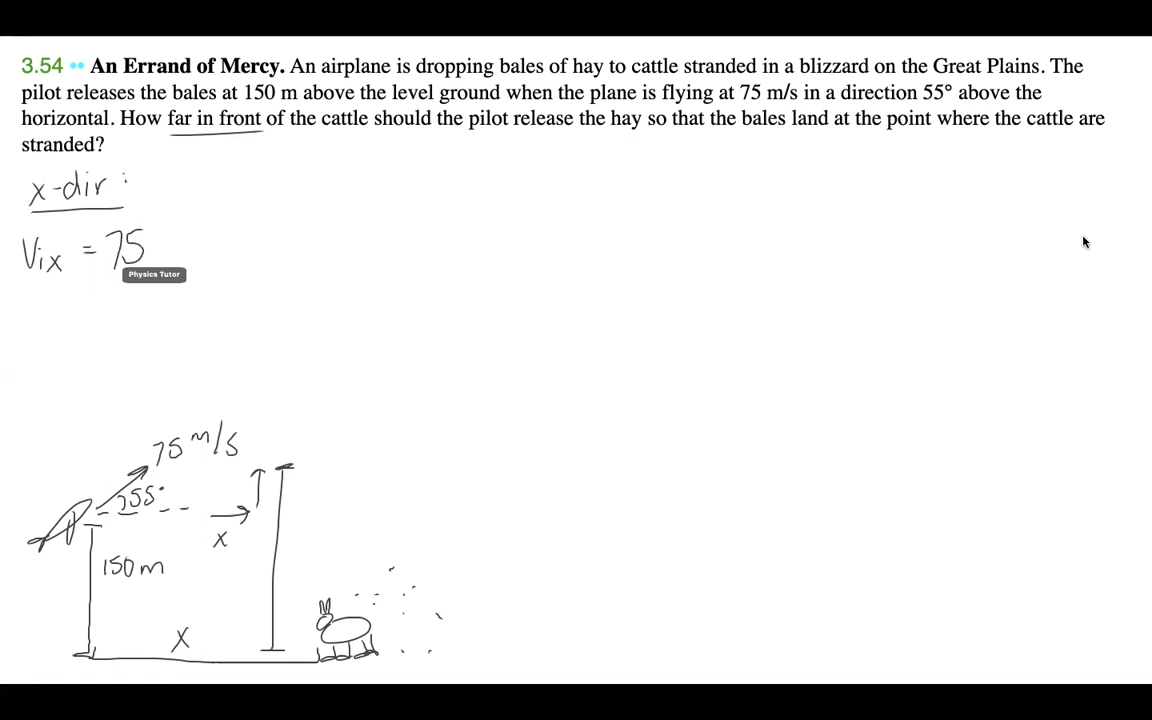 3.54 •• An Errand of Mercy. An airplane is dropping bales of hay to cattle stranded in a blizzard on the Great Plains. The
pilot releases the bales at 150 m above the level ground when the plane is flying at 75 m/s in a direction 55° above the
horizontal. How far in front of the cattle should the pilot release the hay so that the bales land at the point where the cattle are
stranded?
x-dir :
Vix = 75
Physics Tutor
75 m/s
55°
x
150 m
x